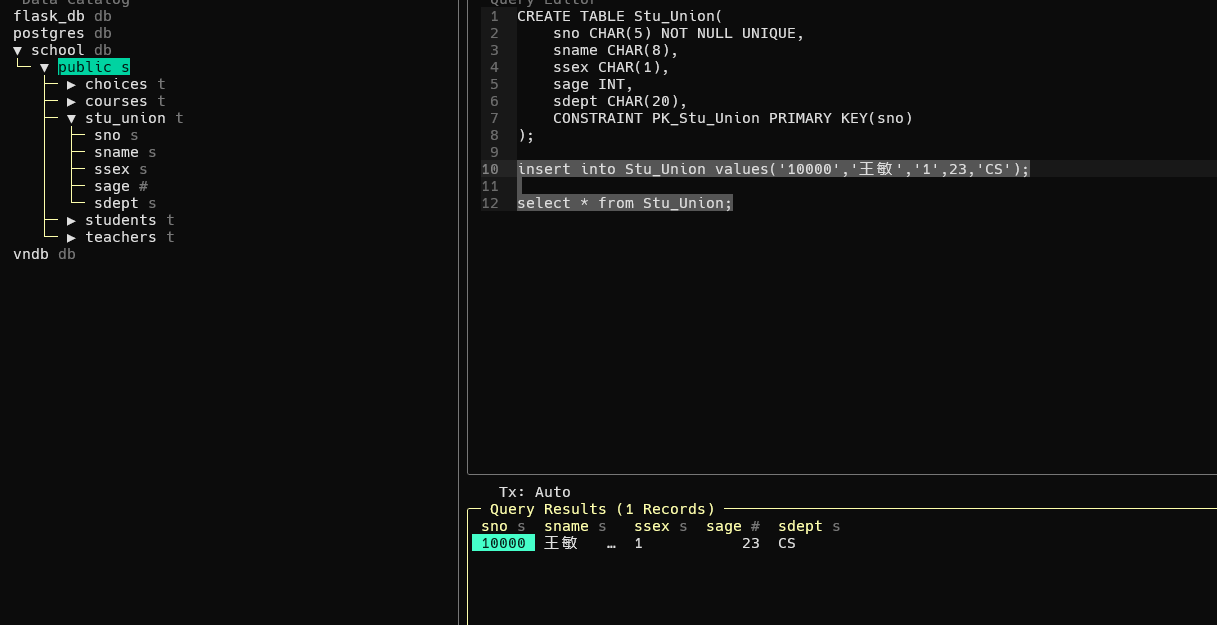 Data Catalog
flask_db db
postgres db
▼ school db
▼ public s
▶ choices t
▶ courses t
▼ stu_union t
sno s
sname s
ssex s
sage #
sdept s
▶ students t
▶ teachers t
vndb db
Query Editor
1 CREATE TABLE Stu_Union(
2 sno CHAR(5) NOT NULL UNIQUE,
3 sname CHAR(8),
4 ssex CHAR(1),
5 sage INT,
6 sdept CHAR(20),
7 CONSTRAINT PK_Stu_Union PRIMARY KEY(sno)
8 );
9
10 insert into Stu_Union values('10000','王敏','1',23,'CS');
11
12 select * from Stu_Union;
Tx: Auto
Query Results (1 Records)
sno s sname s ssex s sage # sdept s
10000 王敏 … 1 23 CS